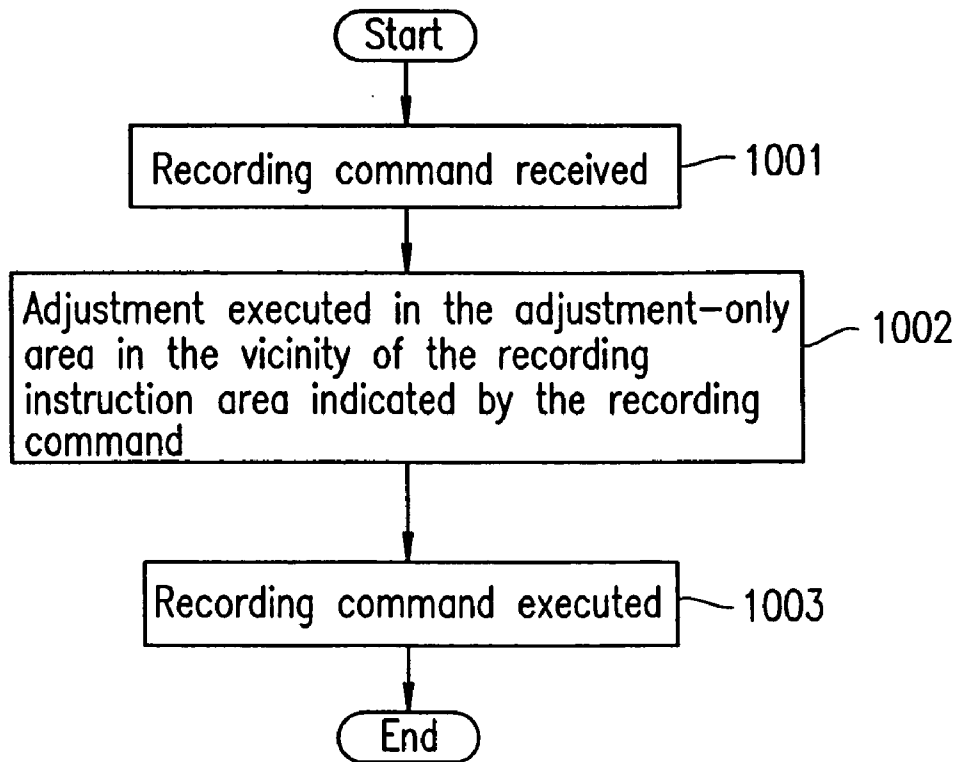 Start
Recording command received
1001
Adjustment executed in the adjustment-only
area in the vicinity of the recording
instruction area indicated by the recording
command
1002
Recording command executed
1003
End